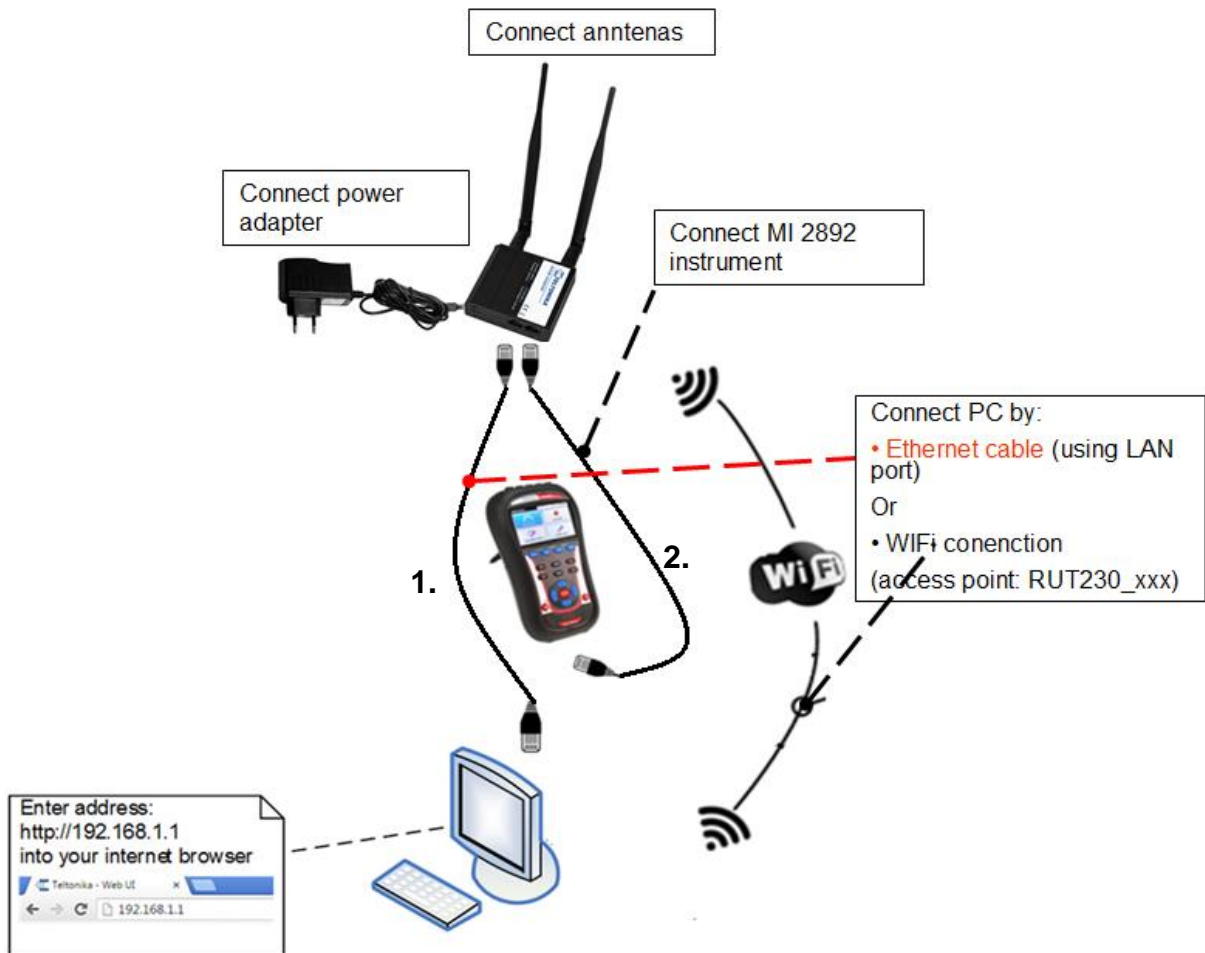 Connect anntenas
Connect power
adapter
Connect MI 2892
instrument
Connect PC by:
• Ethernet cable (using LAN
port)
Or
• WIFi conenction
(access point: RUT230_xxx)
WiFi
1.
2.
Enter address:
http://192.168.1.1
into your internet browser
Teltonika - Web UI
192.168.1.1
TELTONIKA